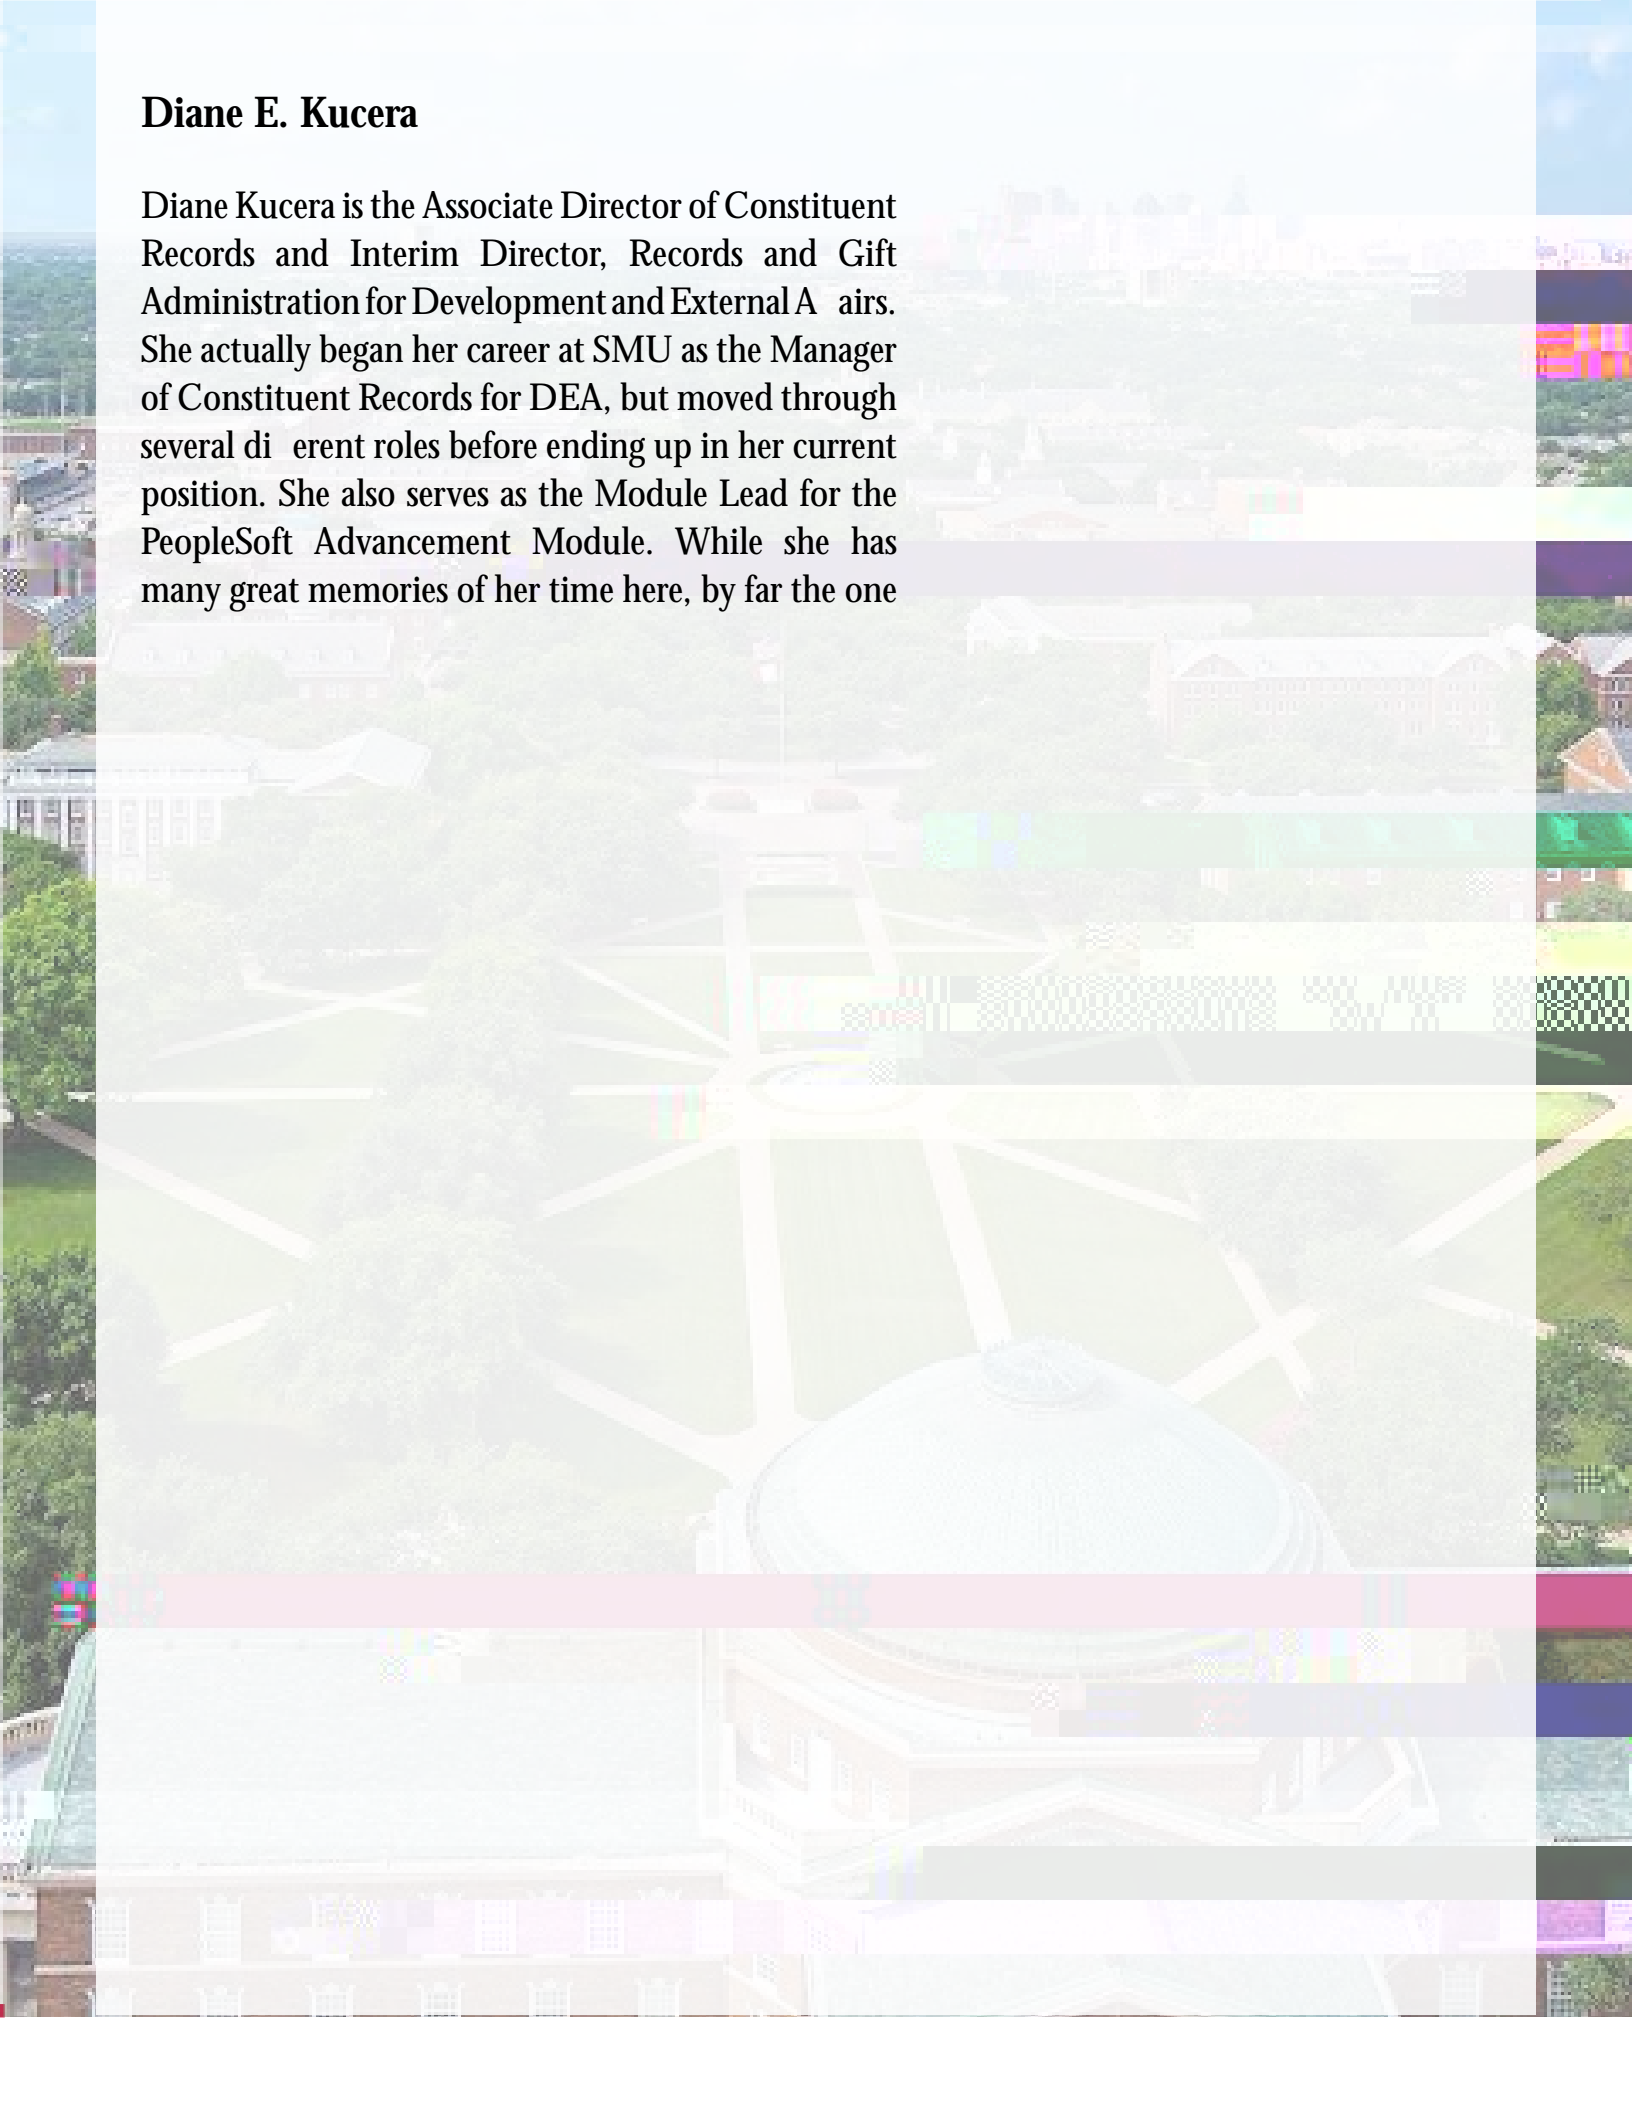 Diane E. Kucera
Diane Kucera is the Associate Director of Constituent
Records and Interim Director, Records and Gift
Administration for Development and External A airs.
She actually began her career at SMU as the Manager
of Constituent Records for DEA, but moved through
several di erent roles before ending up in her current
position. She also serves as the Module Lead for the
PeopleSoft Advancement Module. While she has
many great memories of her time here, by far the one